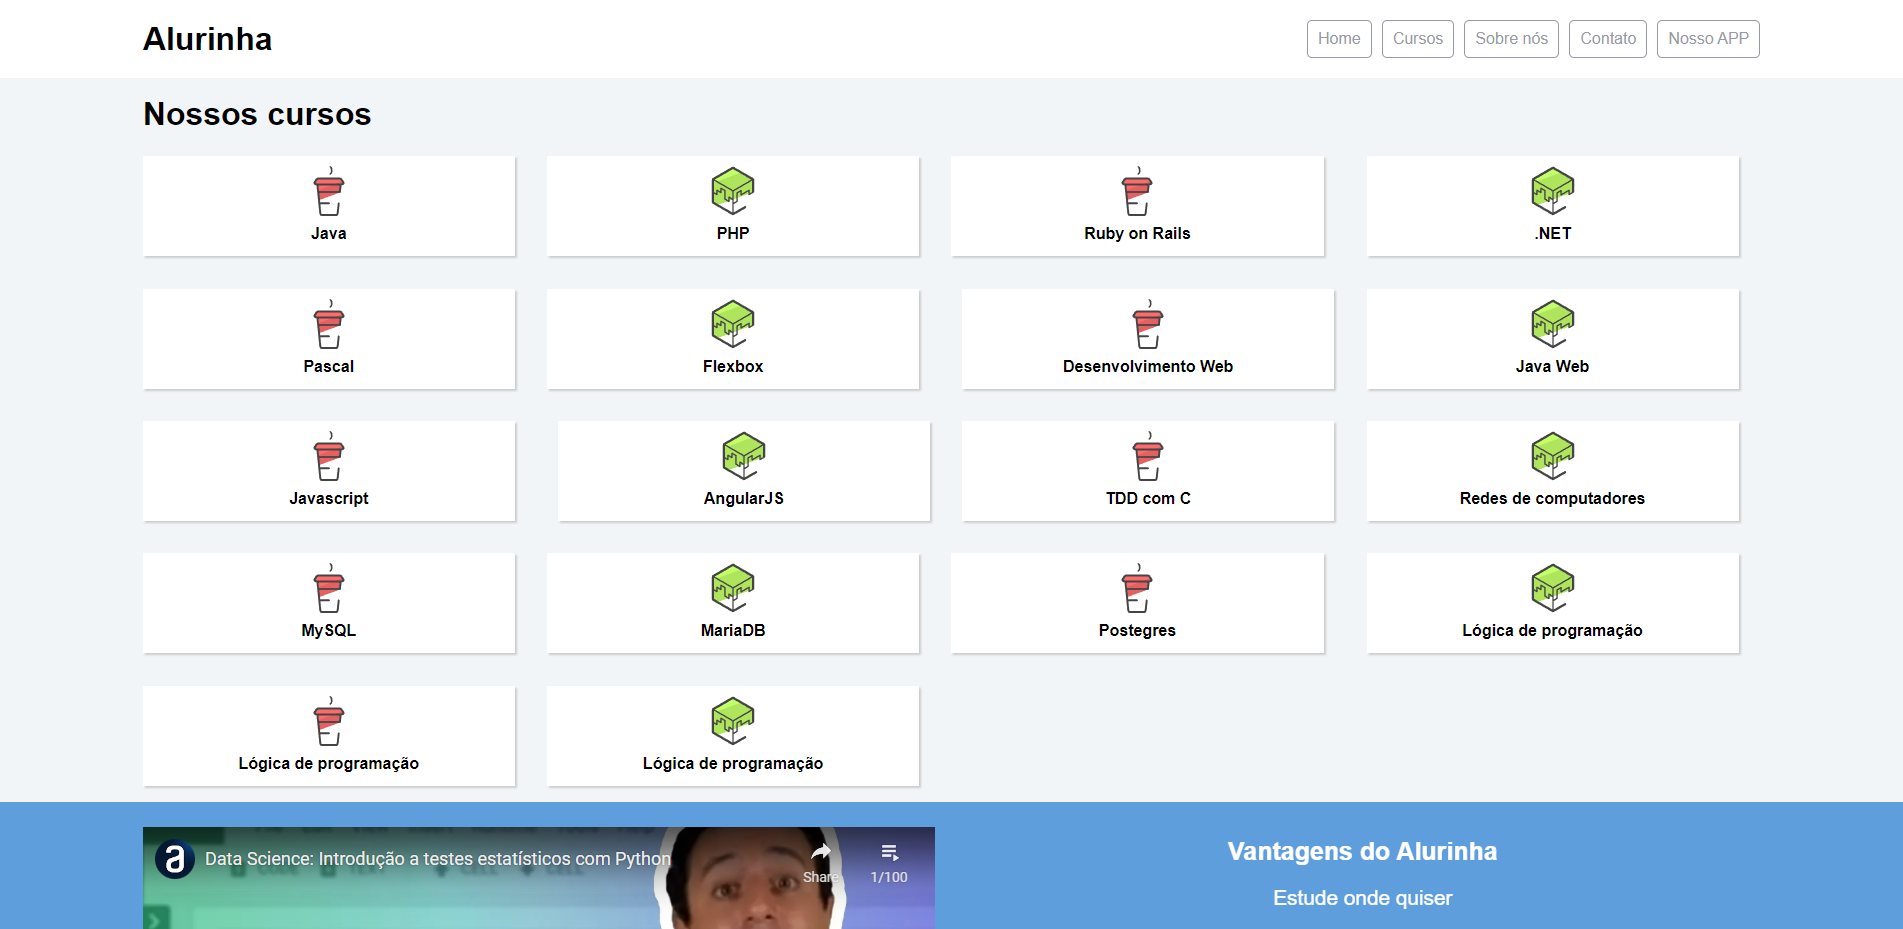 Alurinha
Home
Cursos
Sobre nós
Contato
Nosso APP
Nossos cursos
Java
PHP
Ruby on Rails
.NET
Pascal
Flexbox
Desenvolvimento Web
Java Web
Javascript
AngularJS
TDD com C
Redes de computadores
MySQL
MariaDB
Postegres
Lógica de programação
Lógica de programação
Lógica de programação
a
Data Science: Introdução a testes estatísticos com Python
Share
1/100
Vantagens do Alurinha
Estude onde quiser